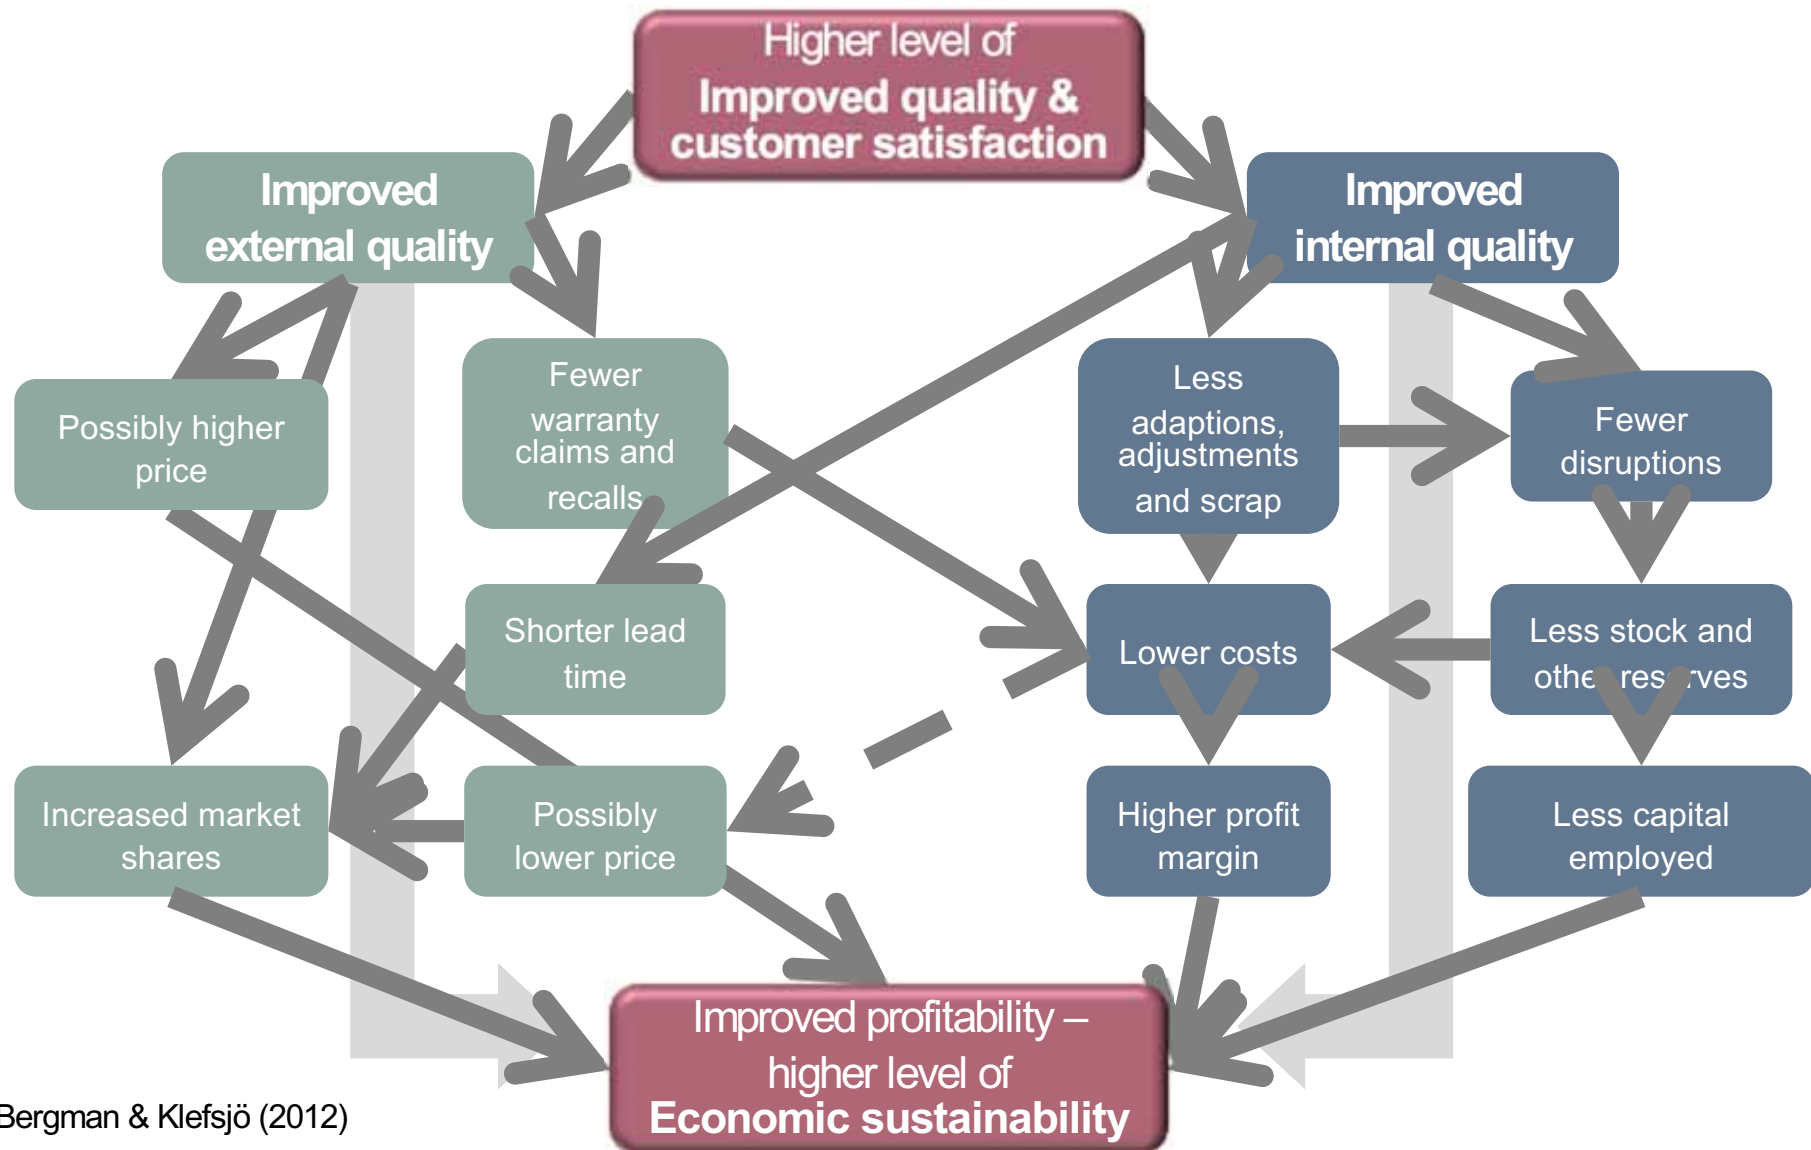 Higher level of
Improved quality &
customer satisfaction
Improved
external quality
Improved
internal quality
Possibly higher
price
Fewer
warranty
claims and
recalls
Less
adaptions,
adjustments
and scrap
Fewer
disruptions
Shorter lead
time
Lower costs
Less stock and
other reserves
Increased market
shares
Possibly
lower price
Higher profit
margin
Less capital
employed
Improved profitability –
higher level of
Economic sustainability
Bergman & Klefsjö (2012)